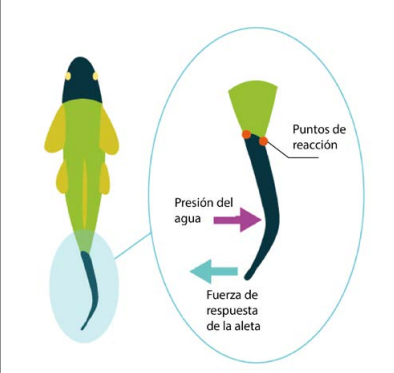 Puntos de
reacción
Presión del
agua
Fuerza de
respuesta
de la aleta